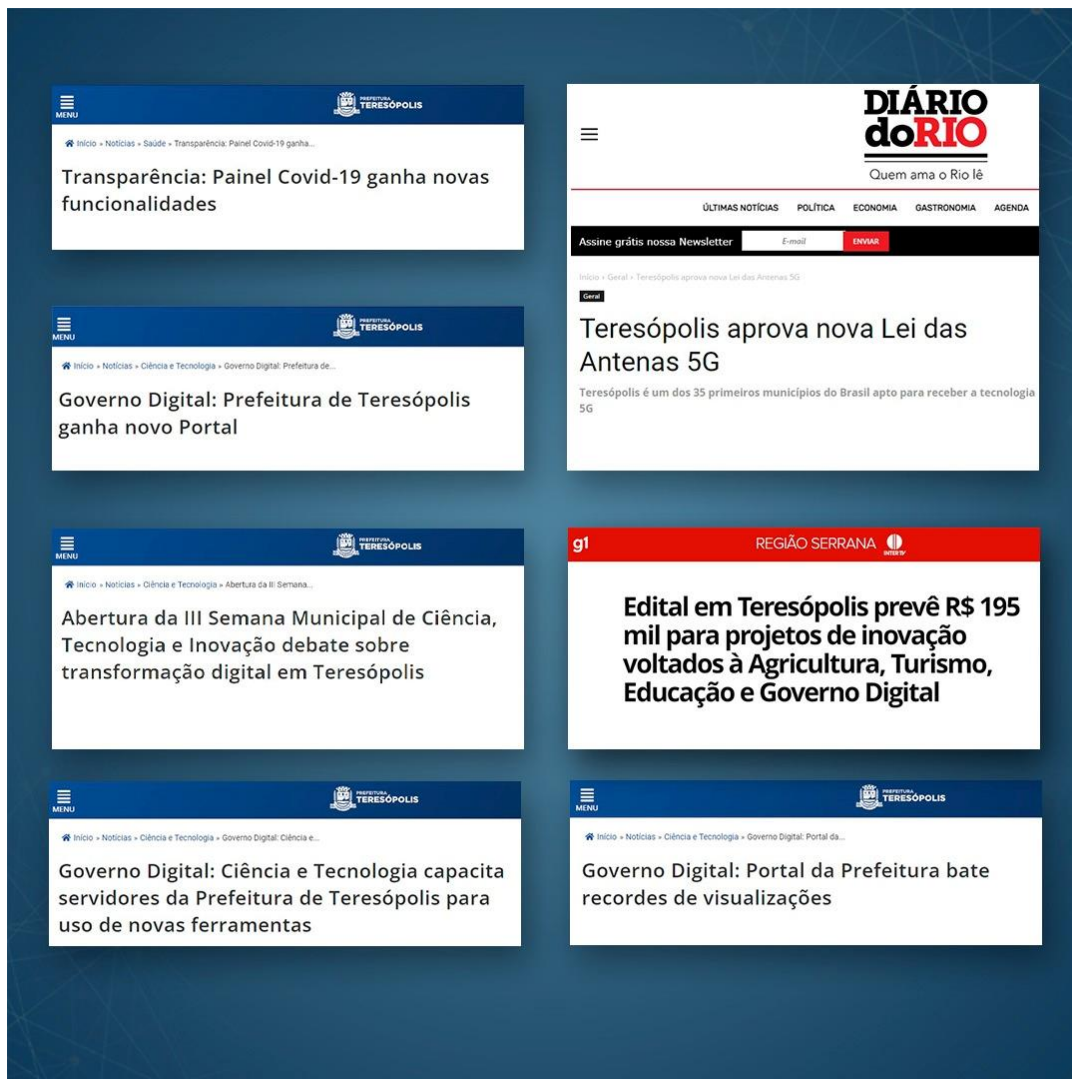 MENU
PREFEITURA
TERESÓPOLIS
Início » Notícias » Saúde » Transparência: Painel Covid-19 ganha...
Transparência: Painel Covid-19 ganha novas
funcionalidades
MENU
PREFEITURA
TERESÓPOLIS
Início » Notícias » Ciência e Tecnologia » Governo Digital: Prefeitura de...
Governo Digital: Prefeitura de Teresópolis
ganha novo Portal
DIÁRIO
doRIO
Quem ama o Rio lê
ÚLTIMAS NOTÍCIAS POLÍTICA ECONOMIA GASTRONOMIA AGENDA
Assine grátis nossa Newsletter E-mail ENVIAR
Início › Geral › Teresópolis aprova nova Lei das Antenas 5G
Geral
Teresópolis aprova nova Lei das
Antenas 5G
Teresópolis é um dos 35 primeiros municípios do Brasil apto para receber a tecnologia
5G
MENU
PREFEITURA
TERESÓPOLIS
Início » Notícias » Ciência e Tecnologia » Abertura da III Semana...
Abertura da III Semana Municipal de Ciência,
Tecnologia e Inovação debate sobre
transformação digital em Teresópolis
g1 REGIÃO SERRANA INTER TV
Edital em Teresópolis prevê R$ 195
mil para projetos de inovação
voltados à Agricultura, Turismo,
Educação e Governo Digital
MENU
PREFEITURA
TERESÓPOLIS
Início » Notícias » Ciência e Tecnologia » Governo Digital: Ciência e...
Governo Digital: Ciência e Tecnologia capacita
servidores da Prefeitura de Teresópolis para
uso de novas ferramentas
MENU
PREFEITURA
TERESÓPOLIS
Início » Notícias » Ciência e Tecnologia » Governo Digital: Portal da...
Governo Digital: Portal da Prefeitura bate
recordes de visualizações